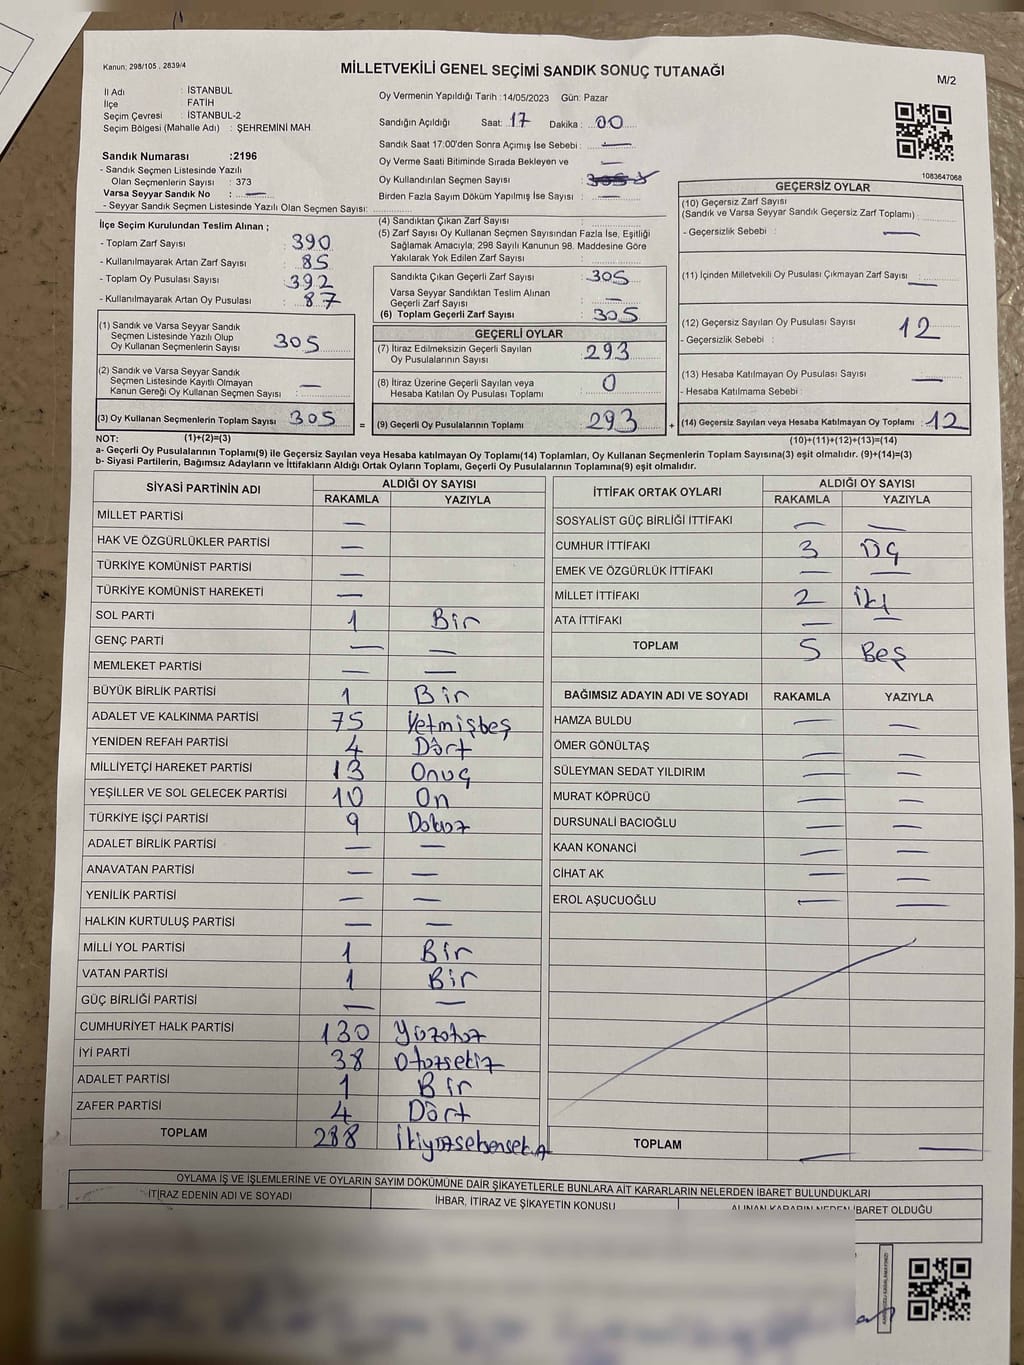 Kanun; 298/105 , 2839/4
MİLLETVEKİLİ GENEL SEÇİMİ SANDIK SONUÇ TUTANAĞI
M/2
İl Adı : İSTANBUL
İlçe : FATİH
Seçim Çevresi : İSTANBUL-2
Seçim Bölgesi (Mahalle Adı) : ŞEHREMİNİ MAH
Oy Vermenin Yapıldığı Tarih :14/05/2023 Gün: Pazar
Sandığın Açıldığı Saat: 17 Dakika : 00
Sandık Saat 17:00'den Sonra Açımış İse Sebebi : —
Oy Verme Saati Bitiminde Sırada Bekleyen ve
Oy Kullandırılan Seçmen Sayısı —
Birden Fazla Sayım Döküm Yapılmış İse Sayısı : —
1083647068
Sandık Numarası :2196
- Sandık Seçmen Listesinde Yazılı
Olan Seçmenlerin Sayısı : 373
Varsa Seyyar Sandık No : —
- Seyyar Sandık Seçmen Listesinde Yazılı Olan Seçmen Sayısı:
İlçe Seçim Kurulundan Teslim Alınan ;
- Toplam Zarf Sayısı : 390
- Kullanılmayarak Artan Zarf Sayısı : 85
- Toplam Oy Pusulası Sayısı : 392
- Kullanılmayarak Artan Oy Pusulası : 87
(1) Sandık ve Varsa Seyyar Sandık
Seçmen Listesinde Yazılı Olup
Oy Kullanan Seçmenlerin Sayısı : 305
(2) Sandık ve Varsa Seyyar Sandık
Seçmen Listesinde Kayıtlı Olmayan
Kanun Gereği Oy Kullanan Seçmen Sayısı : —
(3) Oy Kullanan Seçmenlerin Toplam Sayısı : 305
(4) Sandıktan Çıkan Zarf Sayısı :
(5) Zarf Sayısı Oy Kullanan Seçmen Sayısından Fazla İse, Eşitliği
Sağlamak Amacıyla; 298 Sayılı Kanunun 98. Maddesine Göre
Yakılarak Yok Edilen Zarf Sayısı :
Sandıkta Çıkan Geçerli Zarf Sayısı : 305
Varsa Seyyar Sandıktan Teslim Alınan
Geçerli Zarf Sayısı : —
(6) Toplam Geçerli Zarf Sayısı : 305
GEÇERLİ OYLAR
(7) İtiraz Edilmeksizin Geçerli Sayılan
Oy Pusulalarının Sayısı : 293
(8) İtiraz Üzerine Geçerli Sayılan veya
Hesaba Katılan Oy Pusulası Toplamı : 0
= (9) Geçerli Oy Pusulalarının Toplamı : 293
GEÇERSİZ OYLAR
(10) Geçersiz Zarf Sayısı
(Sandık ve Varsa Seyyar Sandık Geçersiz Zarf Toplamı) :
- Geçersizlik Sebebi : —
(11) İçinden Milletvekili Oy Pusulası Çıkmayan Zarf Sayısı : —
(12) Geçersiz Sayılan Oy Pusulası Sayısı : 12
- Geçersizlik Sebebi :
(13) Hesaba Katılmayan Oy Pusulası Sayısı : —
- Hesaba Katılmama Sebebi :
+ (14) Geçersiz Sayılan veya Hesaba Katılmayan Oy Toplamı : 12
NOT: (1)+(2)=(3)
(10)+(11)+(12)+(13)=(14)
a- Geçerli Oy Pusulalarının Toplamı(9) ile Geçersiz Sayılan veya Hesaba katılmayan Oy Toplamı(14) Toplamları, Oy Kullanan Seçmenlerin Toplam Sayısına(3) eşit olmalıdır. (9)+(14)=(3)
b- Siyasi Partilerin, Bağımsız Adayların ve İttifakların Aldığı Ortak Oyların Toplamı, Geçerli Oy Pusulalarının Toplamına(9) eşit olmalıdır.
SİYASİ PARTİNİN ADI ALDIĞI OY SAYISI
RAKAMLA YAZIYLA
MİLLET PARTİSİ —
HAK VE ÖZGÜRLÜKLER PARTİSİ —
TÜRKİYE KOMÜNİST PARTİSİ —
TÜRKİYE KOMÜNİST HAREKETİ —
SOL PARTİ 1 Bir
GENÇ PARTİ — —
MEMLEKET PARTİSİ — —
BÜYÜK BİRLİK PARTİSİ 1 Bir
ADALET VE KALKINMA PARTİSİ 75 Yetmişbeş
YENİDEN REFAH PARTİSİ 4 Dört
MİLLİYETÇİ HAREKET PARTİSİ 13 Onüç
YEŞİLLER VE SOL GELECEK PARTİSİ 10 On
TÜRKİYE İŞÇİ PARTİSİ 9 Dokuz
ADALET BİRLİK PARTİSİ — —
ANAVATAN PARTİSİ — —
YENİLİK PARTİSİ — —
HALKIN KURTULUŞ PARTİSİ — —
MİLLİ YOL PARTİSİ 1 Bir
VATAN PARTİSİ 1 Bir
GÜÇ BİRLİĞİ PARTİSİ — —
CUMHURİYET HALK PARTİSİ 130 Yüzotuz
İYİ PARTİ 38 Otuzsekiz
ADALET PARTİSİ 1 Bir
ZAFER PARTİSİ 4 Dört
TOPLAM 288 İkiyüzseksensekiz
İTTİFAK ORTAK OYLARI ALDIĞI OY SAYISI
RAKAMLA YAZIYLA
SOSYALİST GÜÇ BİRLİĞİ İTTİFAKI — —
CUMHUR İTTİFAKI 3 Üç
EMEK VE ÖZGÜRLÜK İTTİFAKI — —
MİLLET İTTİFAKI 2 İki
ATA İTTİFAKI — —
TOPLAM 5 Beş
BAĞIMSIZ ADAYIN ADI VE SOYADI RAKAMLA YAZIYLA
HAMZA BULDU — —
ÖMER GÖNÜLTAŞ — —
SÜLEYMAN SEDAT YILDIRIM — —
MURAT KÖPRÜCÜ — —
DURSUNALİ BACIOĞLU — —
KAAN KONANCİ — —
CİHAT AK — —
EROL AŞUCUOĞLU — —
TOPLAM — —
OYLAMA İŞ VE İŞLEMLERİNE VE OYLARIN SAYIM DÖKÜMÜNE DAİR ŞİKAYETLERLE BUNLARA AİT KARARLARIN NELERDEN İBARET BULUNDUKLARI
İTİRAZ EDENİN ADI VE SOYADI İHBAR, İTİRAZ VE ŞİKAYETİN KONUSU ALINAN KARARIN NEDEN İBARET OLDUĞU